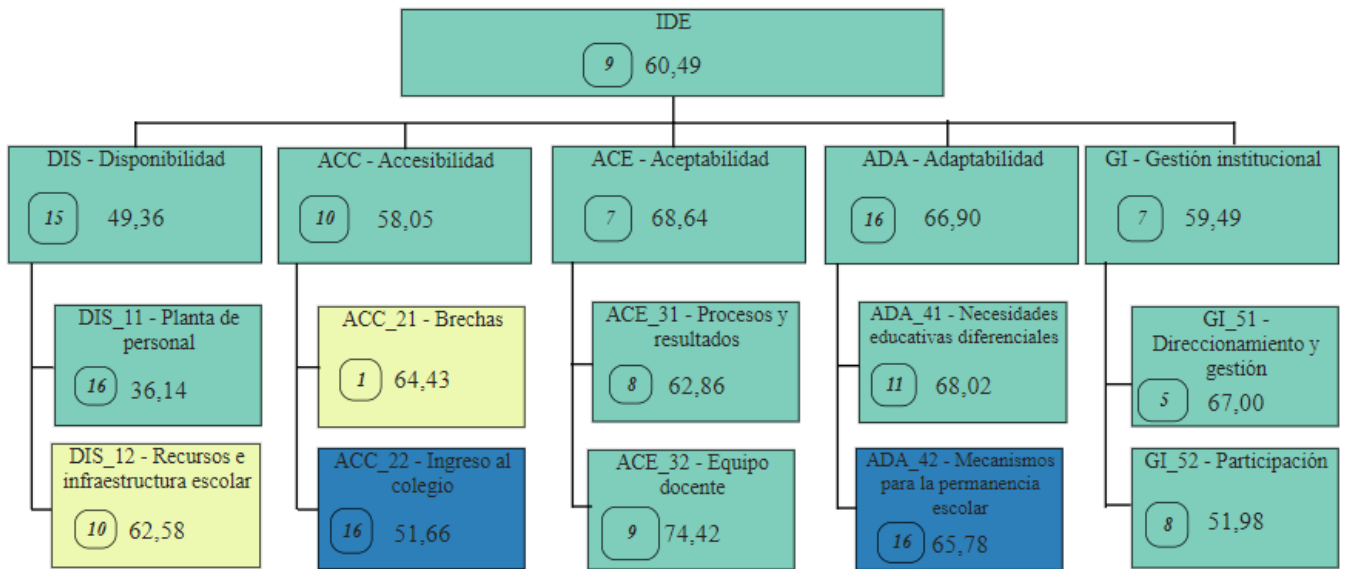 IDE
9 60,49
DIS - Disponibilidad
15 49,36
ACC - Accesibilidad
10 58,05
ACE - Aceptabilidad
7 68,64
ADA - Adaptabilidad
16 66,90
GI - Gestión institucional
7 59,49
DIS_11 - Planta de
personal
16 36,14
ACC_21 - Brechas
1 64,43
ACE_31 - Procesos y
resultados
8 62,86
ADA_41 - Necesidades
educativas diferenciales
11 68,02
GI_51 -
Direccionamiento y
gestión
5 67,00
DIS_12 - Recursos e
infraestructura escolar
10 62,58
ACC_22 - Ingreso al
colegio
16 51,66
ACE_32 - Equipo
docente
9 74,42
ADA_42 - Mecanismos
para la permanencia
escolar
16 65,78
GI_52 - Participación
8 51,98